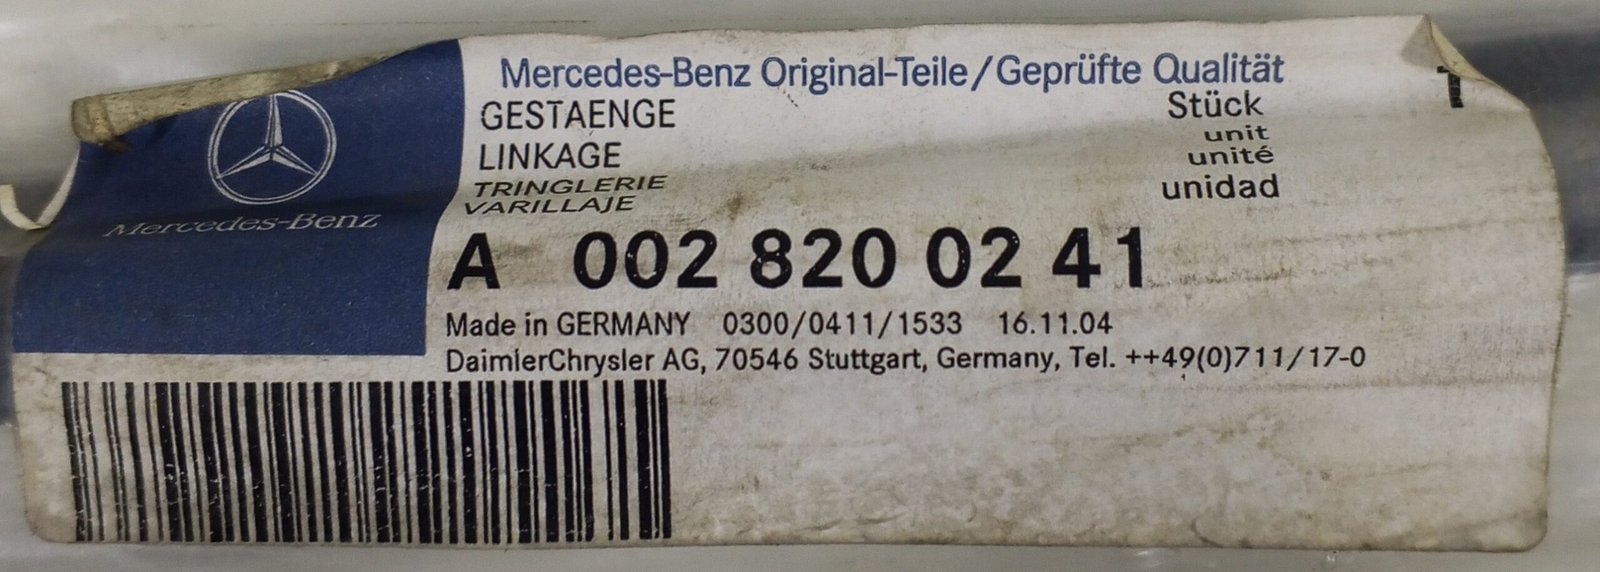 Mercedes-Benz
Mercedes-Benz Original-Teile/Geprüfte Qualität
GESTAENGE
LINKAGE
TRINGLERIE
VARILLAJE
Stück
unit
unité
unidad
1
A 002 820 02 41
Made in GERMANY 0300/0411/1533 16.11.04
DaimlerChrysler AG, 70546 Stuttgart, Germany, Tel. ++49(0)711/17-0